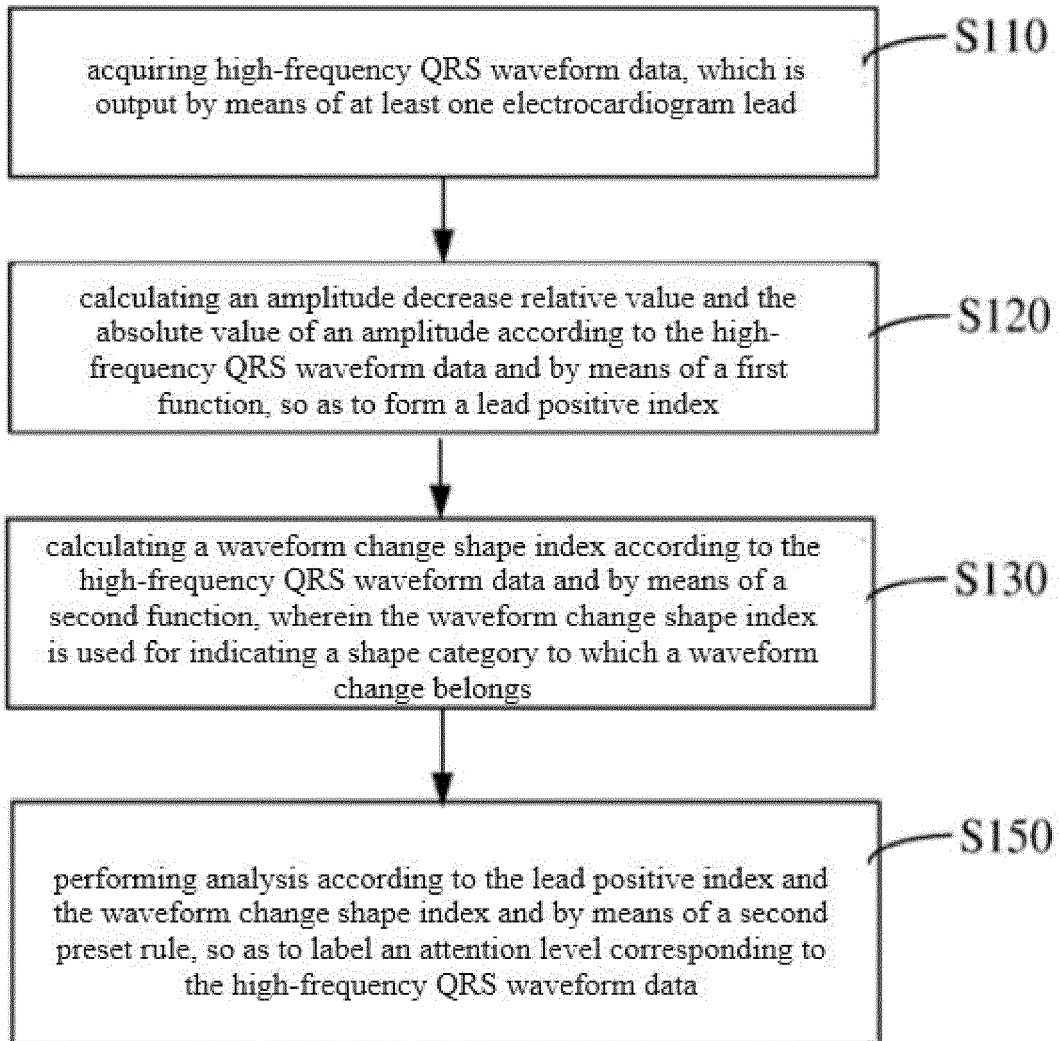 acquiring high-frequency QRS waveform data, which is
output by means of at least one electrocardiogram lead
S110
calculating an amplitude decrease relative value and the
absolute value of an amplitude according to the high-
frequency QRS waveform data and by means of a first
function, so as to form a lead positive index
S120
calculating a waveform change shape index according to the
high-frequency QRS waveform data and by means of a
second function, wherein the waveform change shape index
is used for indicating a shape category to which a waveform
change belongs
S130
performing analysis according to the lead positive index and
the waveform change shape index and by means of a second
preset rule, so as to label an attention level corresponding to
the high-frequency QRS waveform data
S150